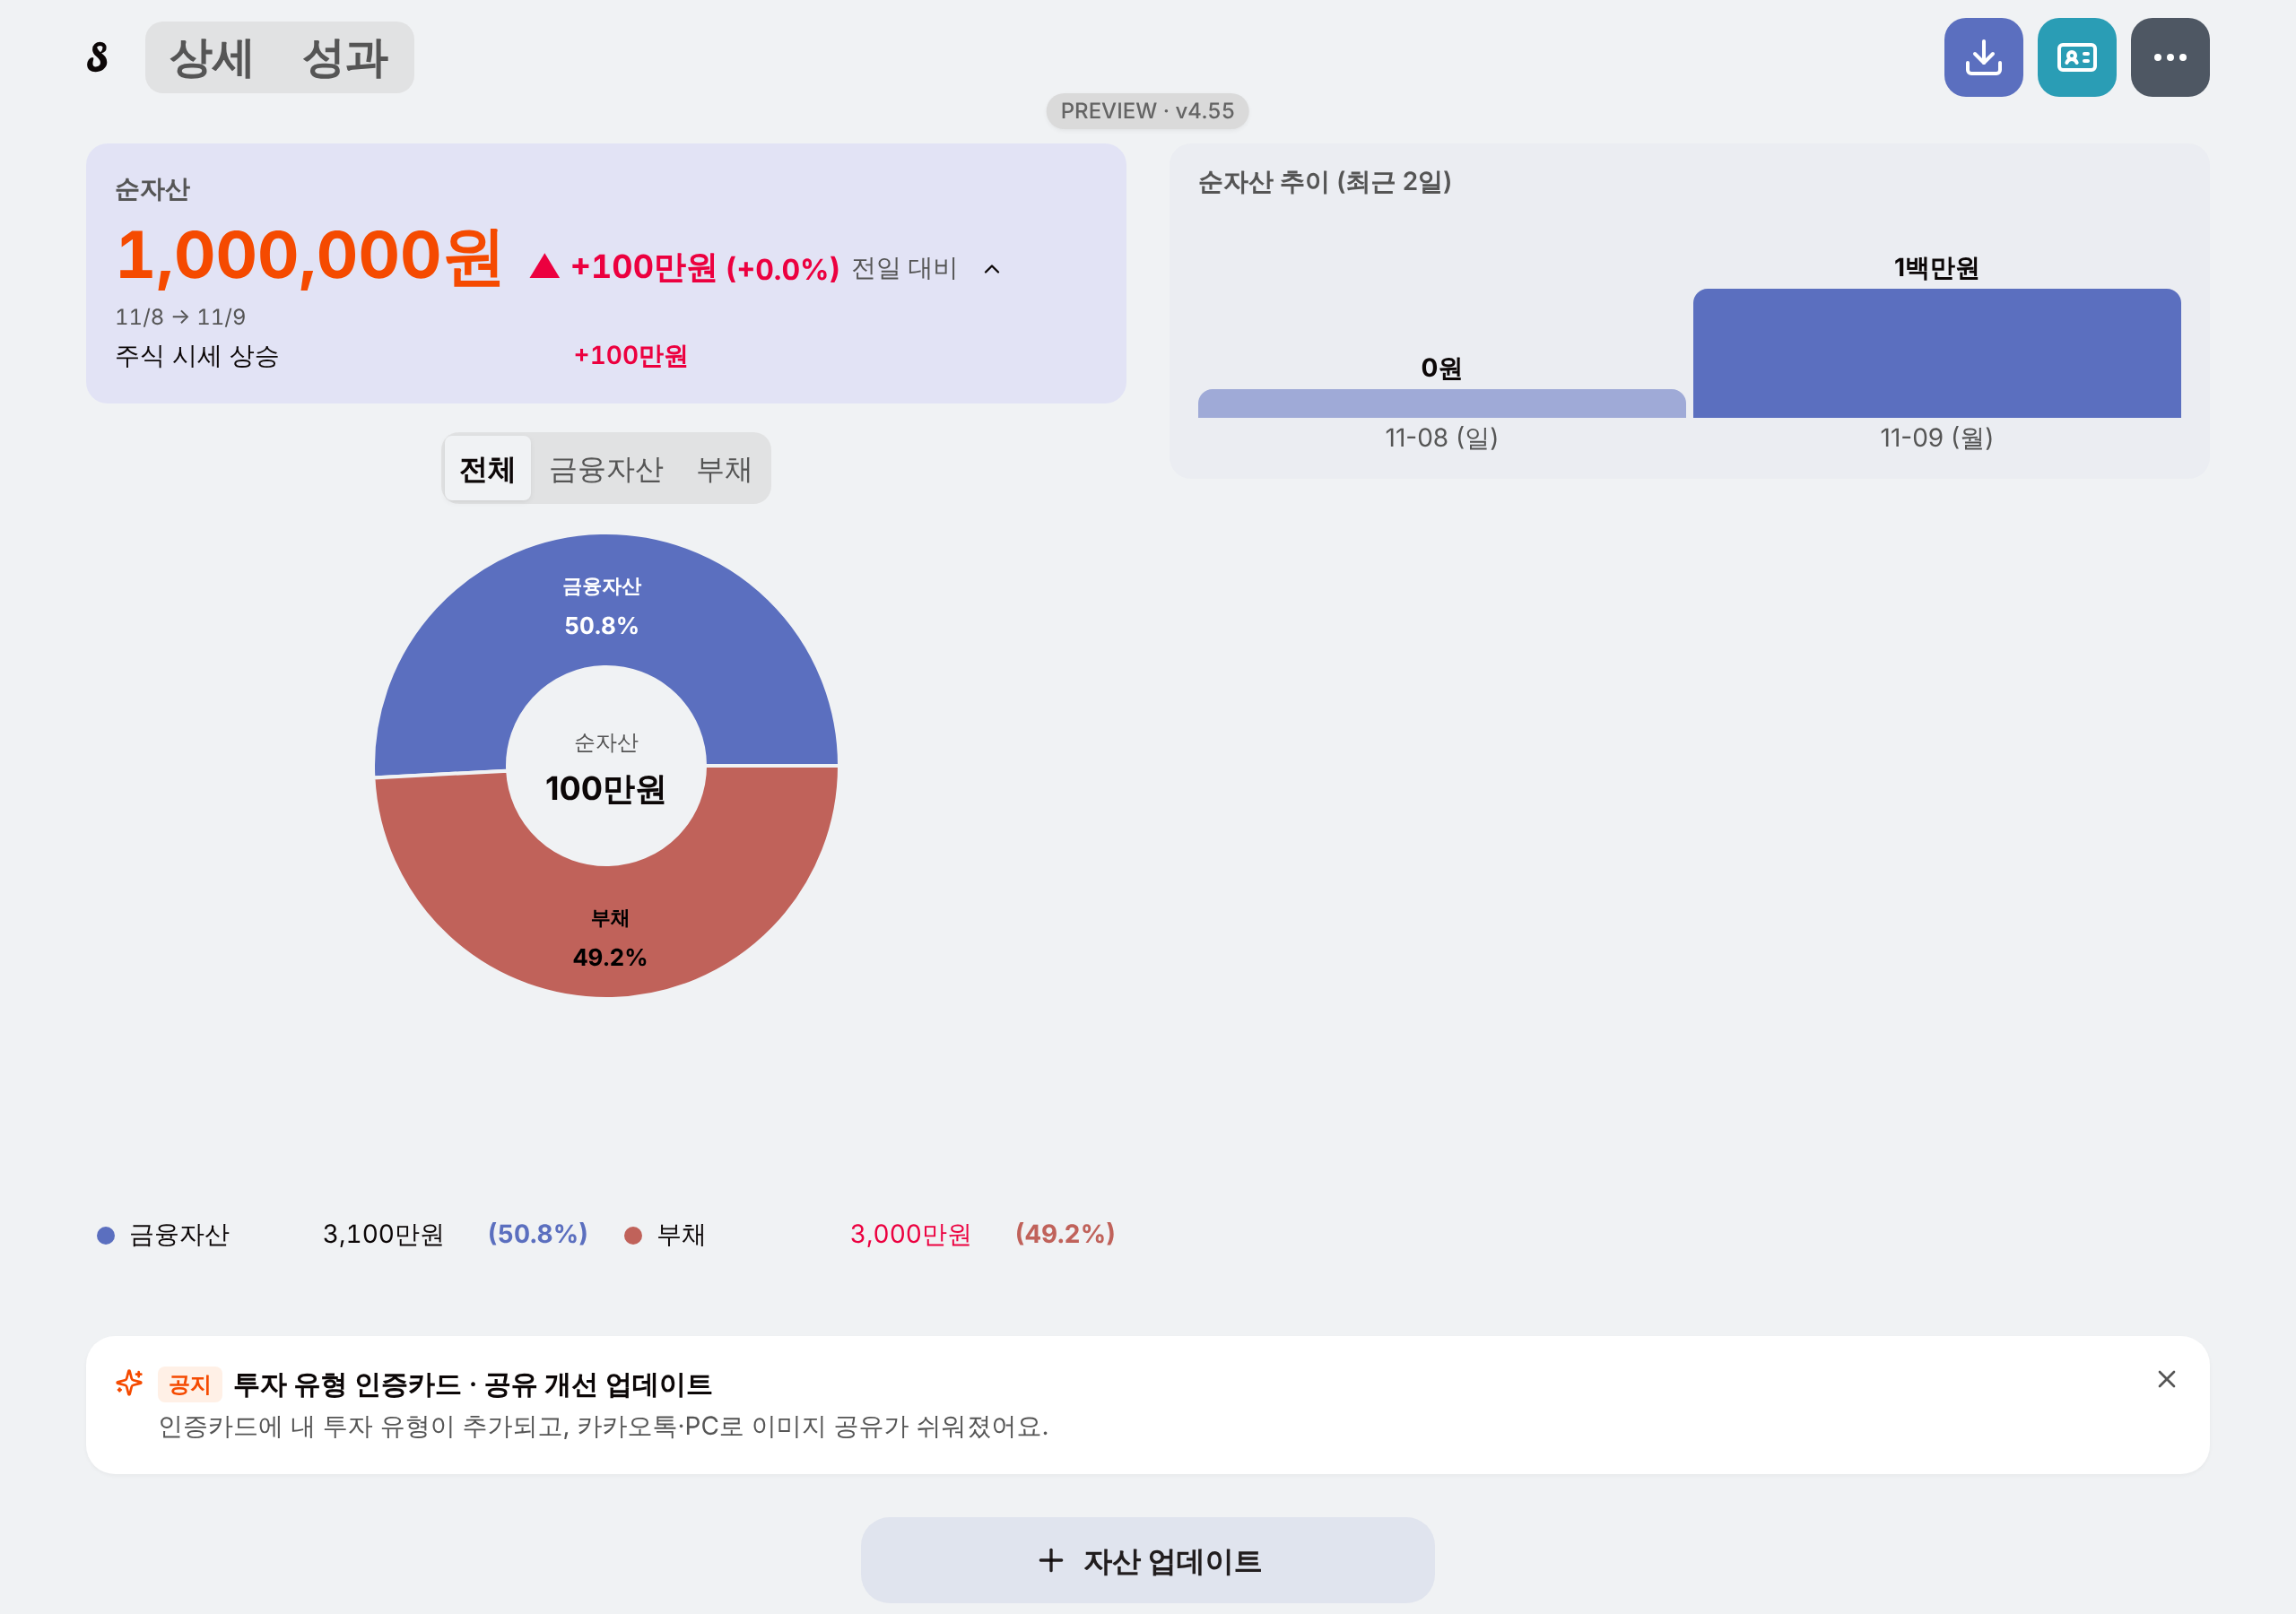 S
상세 성과
PREVIEW · v4.55
순자산
1,000,000원 ▲ +100만원 (+0.0%) 전일 대비
11/8 → 11/9
주식 시세 상승 +100만원
순자산 추이 (최근 2일)
0원
1백만원
11-08 (일)
11-09 (월)
전체 금융자산 부채
금융자산
50.8%
순자산
100만원
부채
49.2%
금융자산 3,100만원 (50.8%) 부채 3,000만원 (49.2%)
공지 투자 유형 인증카드 · 공유 개선 업데이트
인증카드에 내 투자 유형이 추가되고, 카카오톡·PC로 이미지 공유가 쉬워졌어요.
+ 자산 업데이트